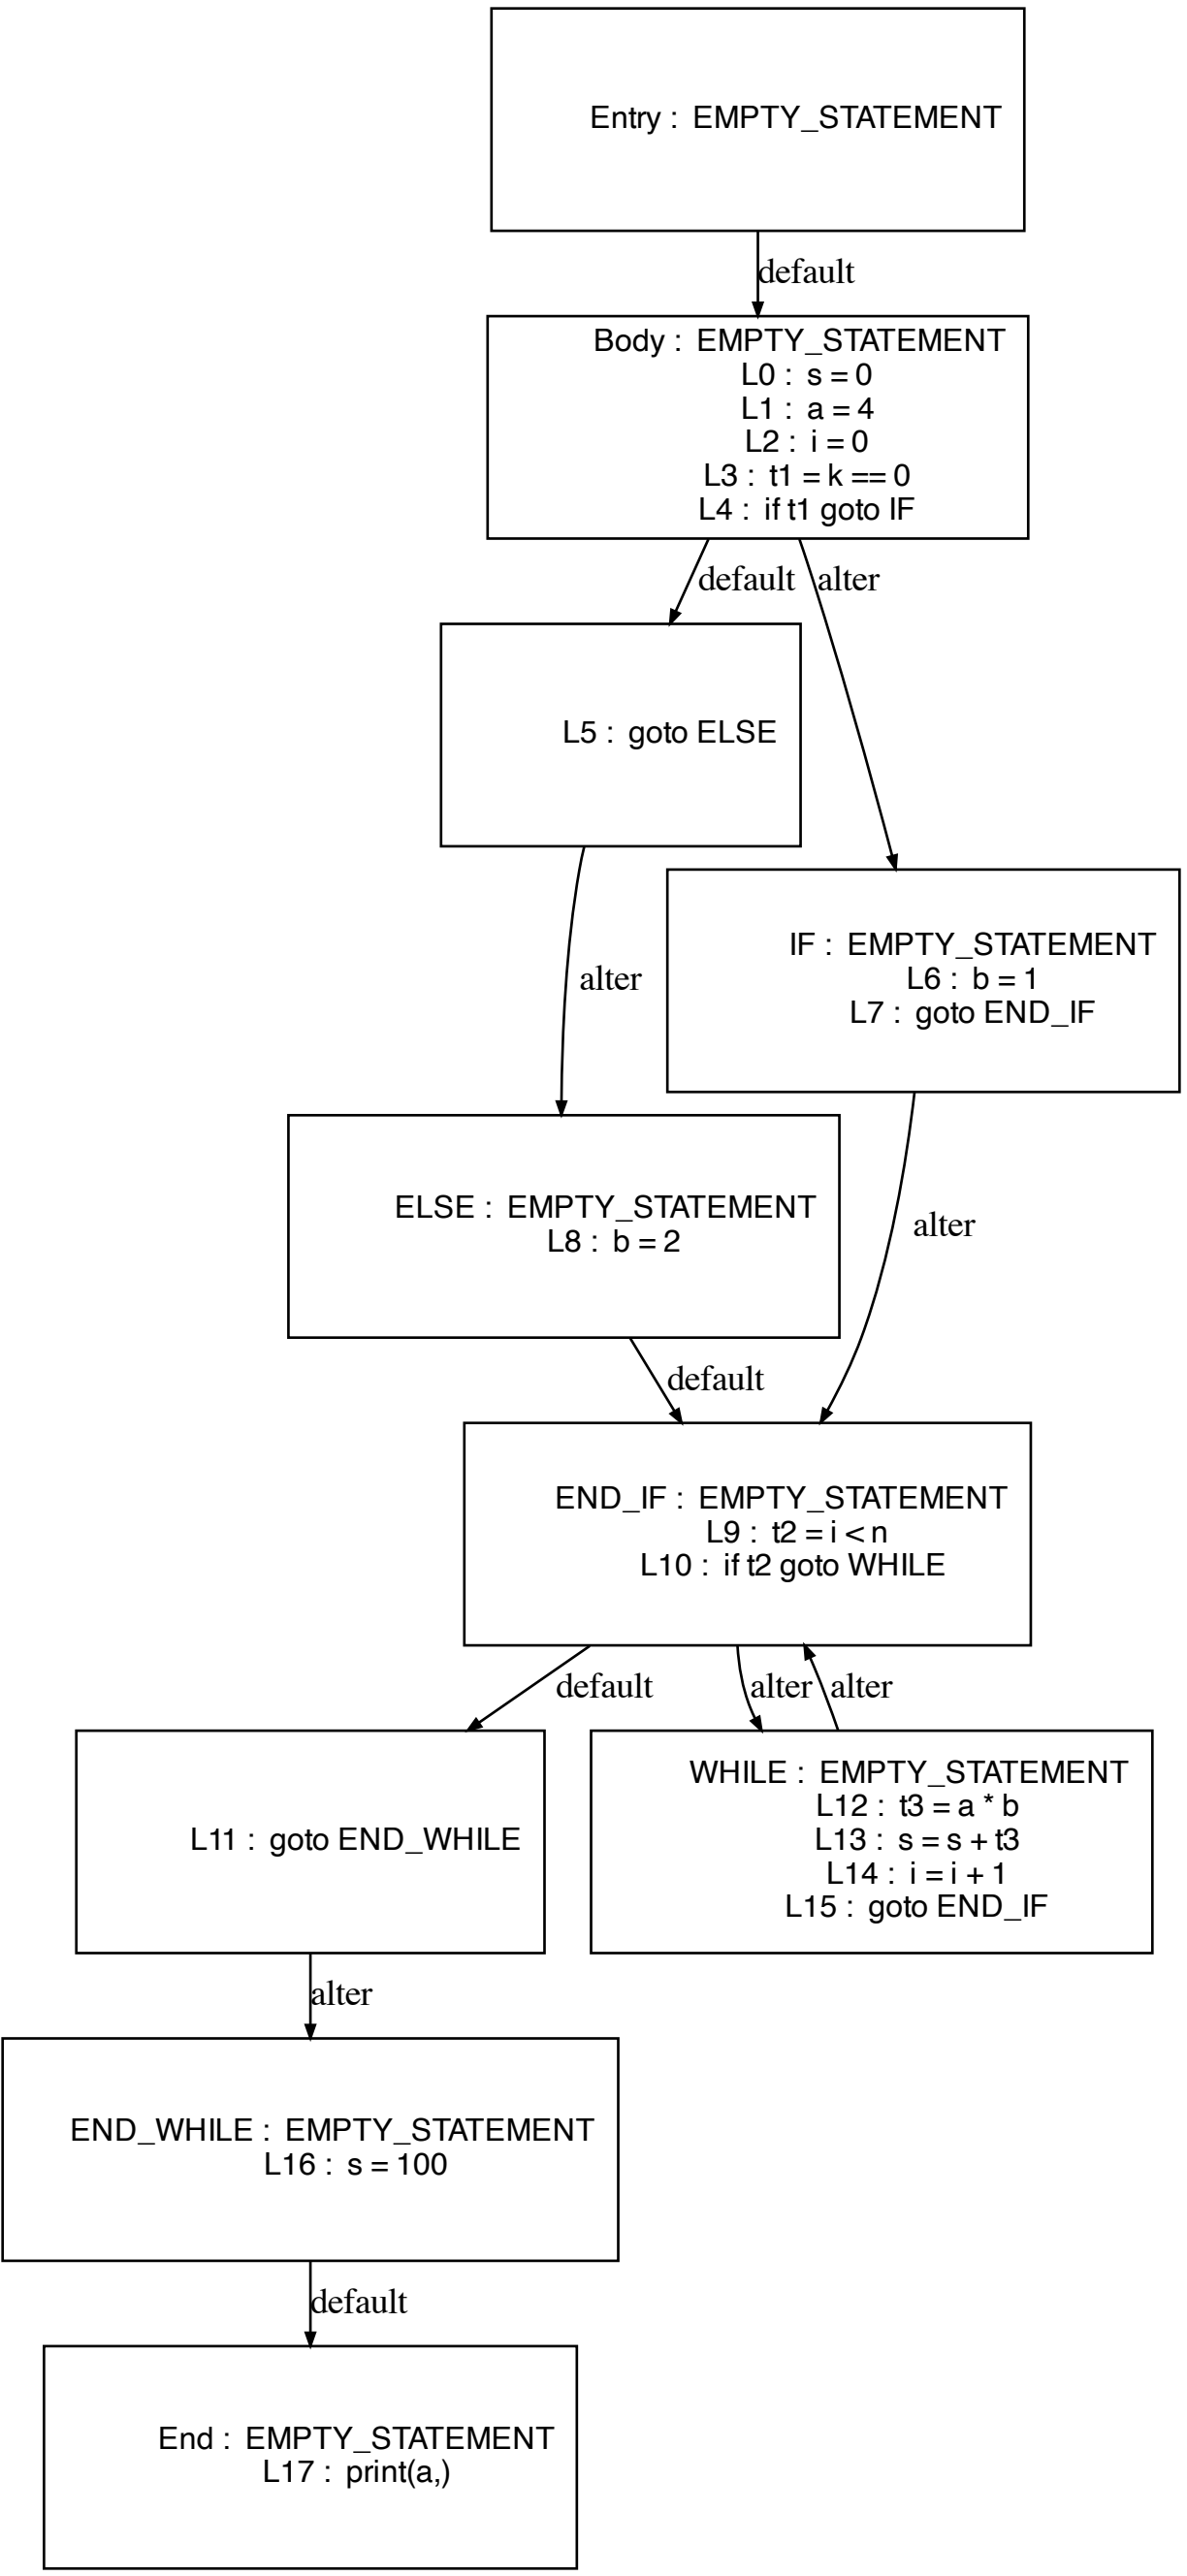 Entry : EMPTY_STATEMENT
default
Body : EMPTY_STATEMENT
L0 : s = 0
L1 : a = 4
L2 : i = 0
L3 : t1 = k == 0
L4 : if t1 goto IF
default
alter
L5 : goto ELSE
IF : EMPTY_STATEMENT
L6 : b = 1
L7 : goto END_IF
alter
ELSE : EMPTY_STATEMENT
L8 : b = 2
alter
default
END_IF : EMPTY_STATEMENT
L9 : t2 = i < n
L10 : if t2 goto WHILE
default
alter
alter
L11 : goto END_WHILE
WHILE : EMPTY_STATEMENT
L12 : t3 = a * b
L13 : s = s + t3
L14 : i = i + 1
L15 : goto END_IF
alter
END_WHILE : EMPTY_STATEMENT
L16 : s = 100
default
End : EMPTY_STATEMENT
L17 : print(a,)